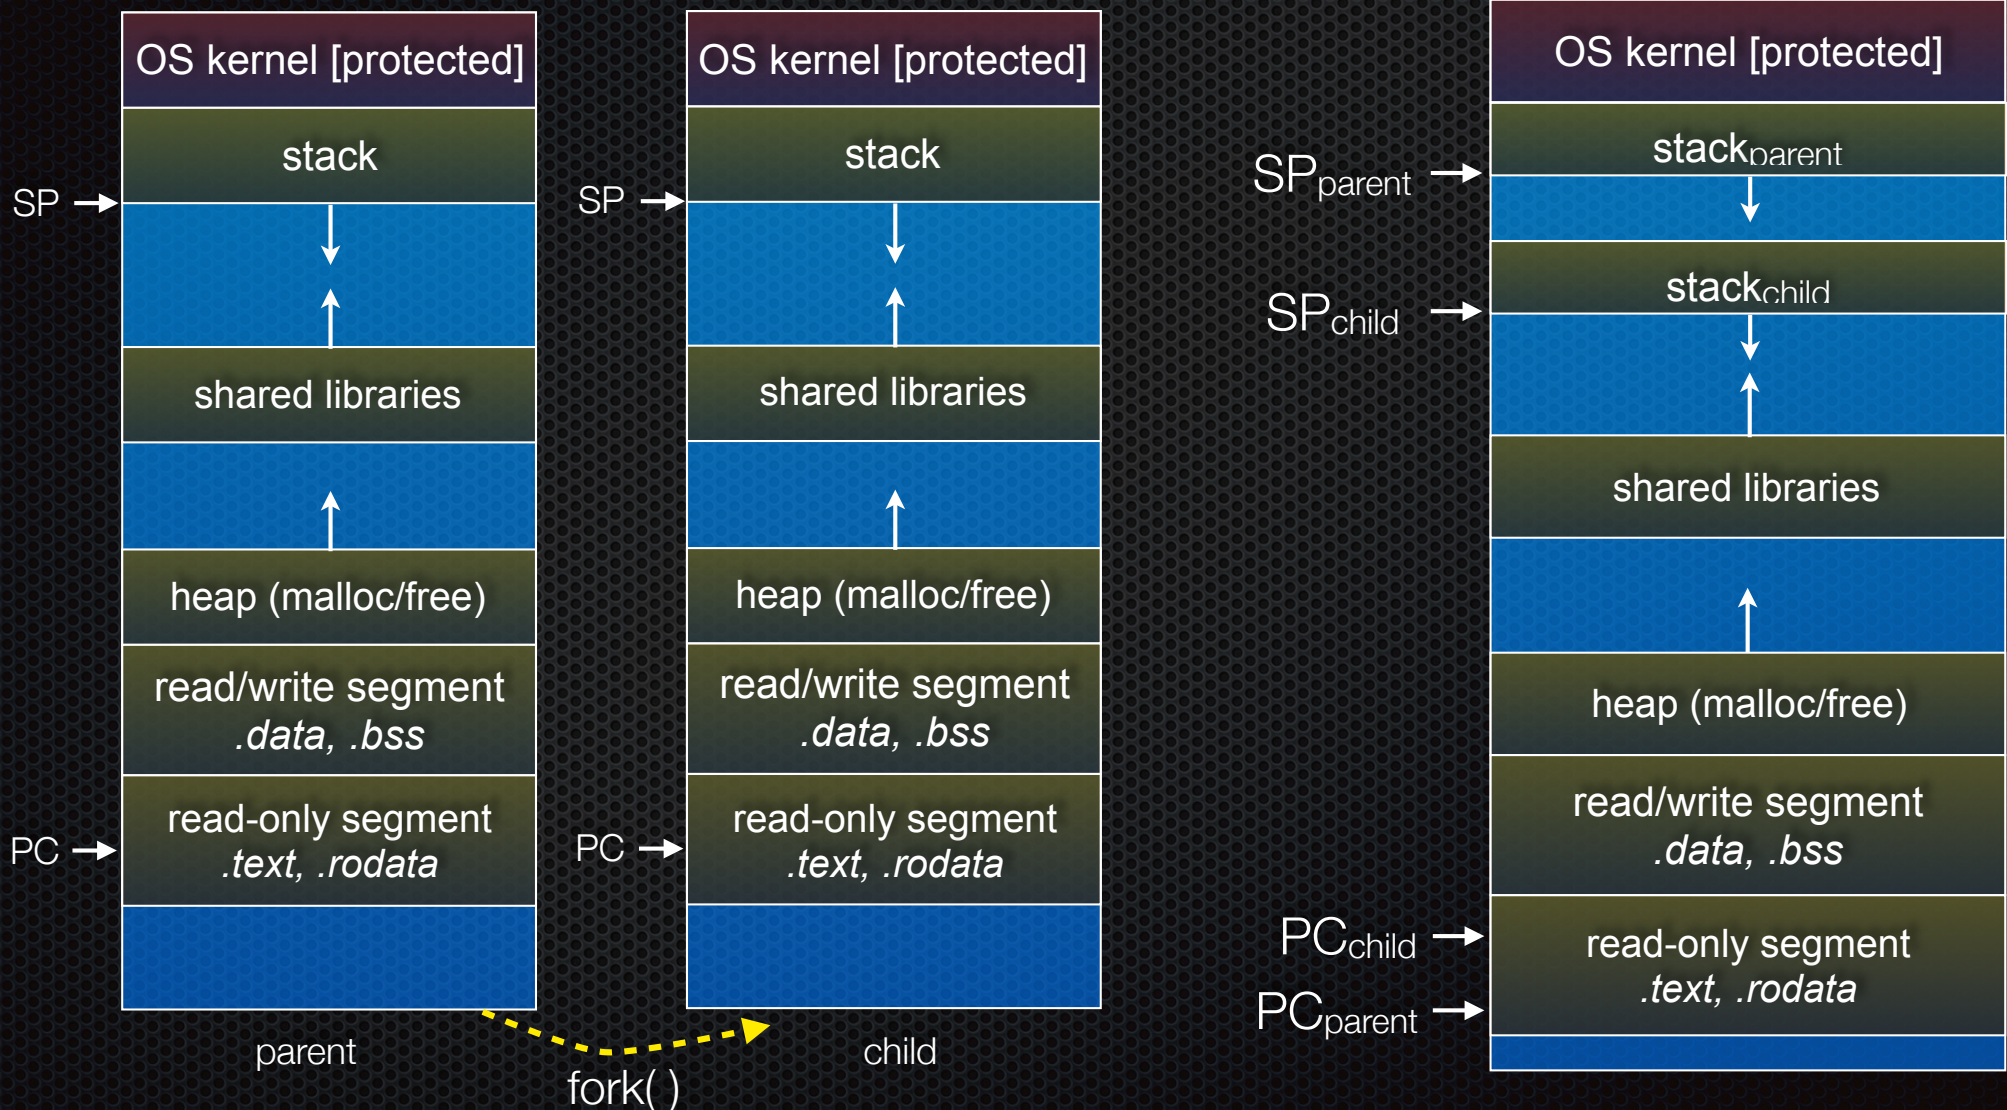 OS kernel [protected]
stack
SP
shared libraries
heap (malloc/free)
read/write segment
.data, .bss
read-only segment
.text, .rodata
PC
parent
OS kernel [protected]
stack
SP
shared libraries
heap (malloc/free)
read/write segment
.data, .bss
read-only segment
.text, .rodata
PC
child
fork( )
OS kernel [protected]
stackparent
SPparent
stackchild
SPchild
shared libraries
heap (malloc/free)
read/write segment
.data, .bss
PCchild
read-only segment
.text, .rodata
PCparent